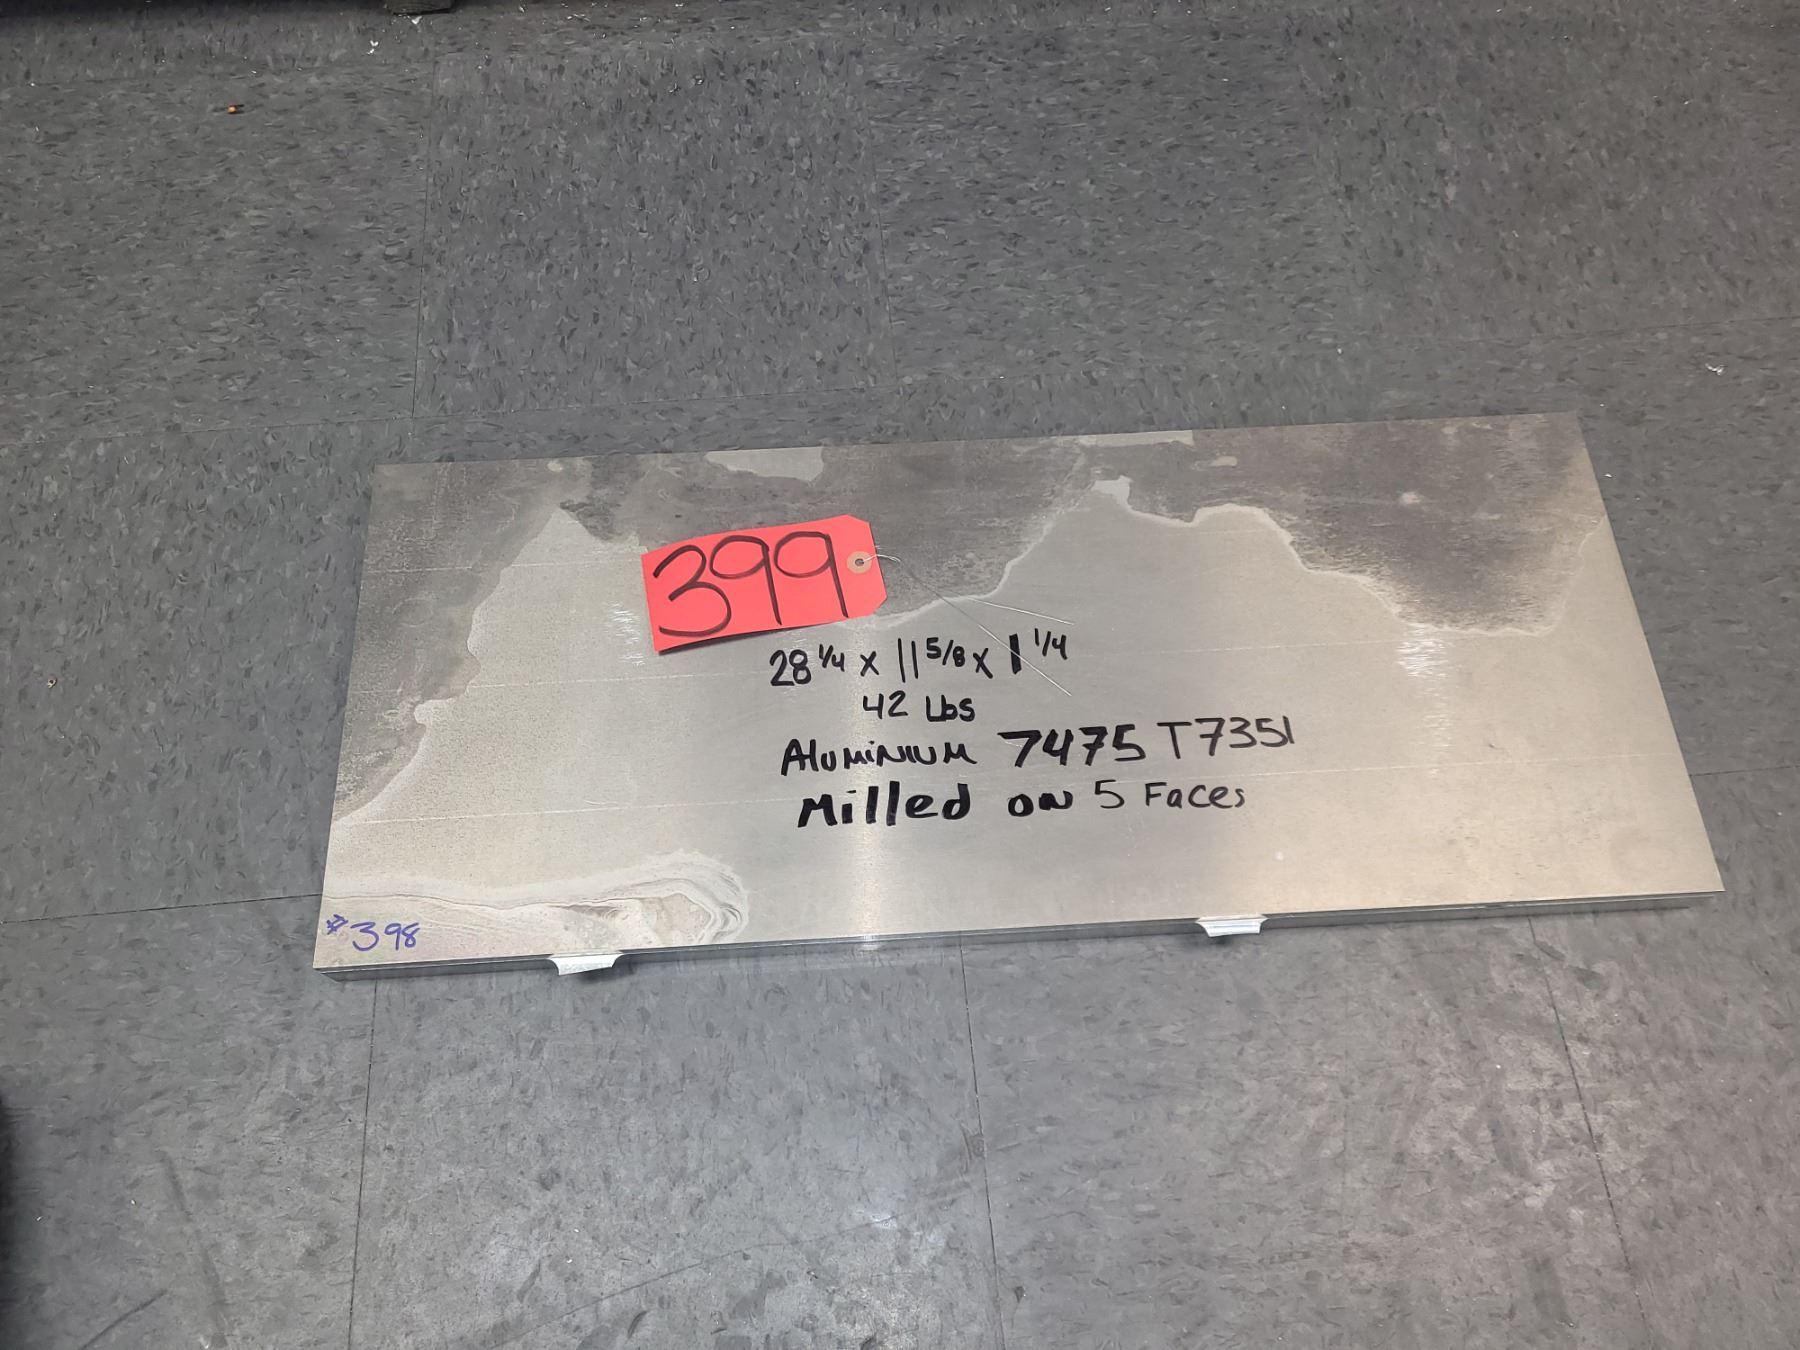 399
28 1/4 x 11 5/8 x 1 1/4
42 Lbs
Aluminium 7475 T7351
Milled on 5 Faces
#398